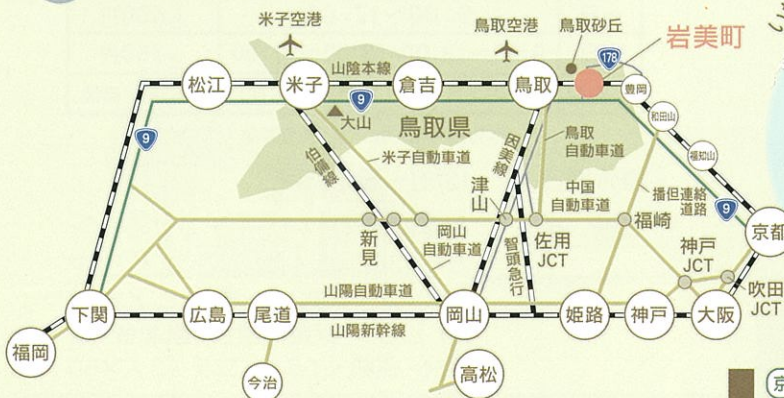 米子空港
鳥取空港
鳥取砂丘
岩美町
178
松江
米子
山陰本線
倉吉
鳥取
豊岡
和田山
福知山
9
9
大山
鳥取県
伯備線
米子自動車道
因美線
鳥取
自動車道
津山
中国
自動車道
播但連絡
道路
9
新見
岡山
自動車道
智頭急行
佐用
JCT
福崎
神戸
JCT
京都
吹田
JCT
山陽自動車道
下関
広島
尾道
山陽新幹線
岡山
姫路
神戸
大阪
福岡
今治
高松
京